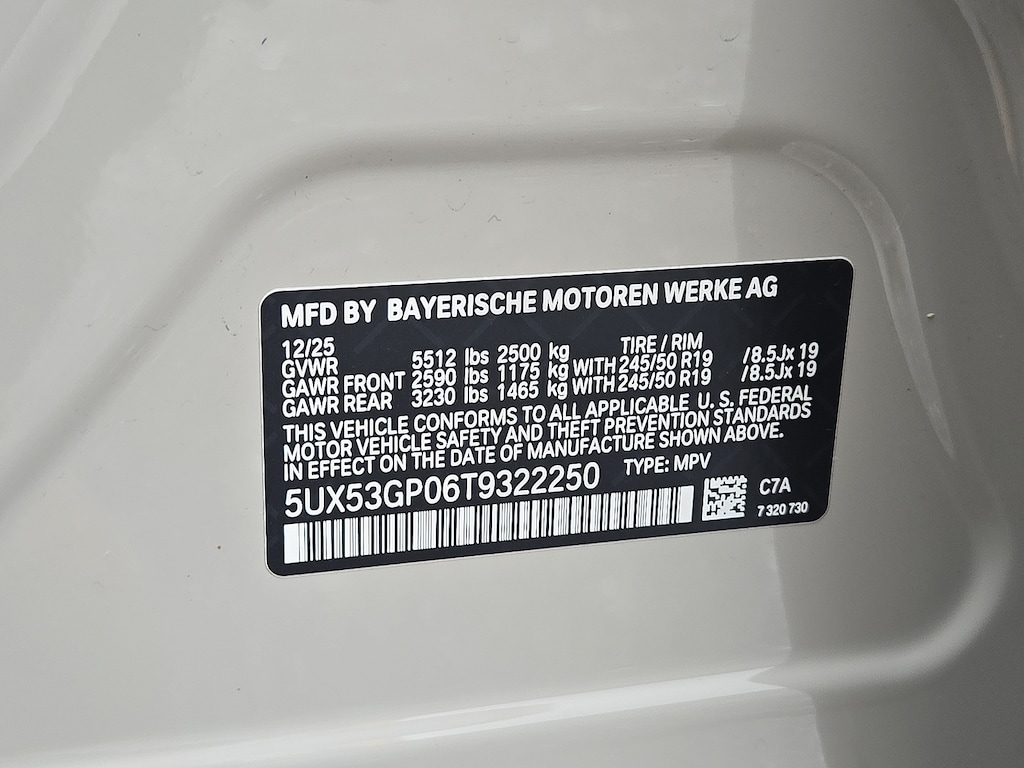 MFD BY BAYERISCHE MOTOREN WERKE AG
12/25 TIRE / RIM
GVWR 5512 lbs 2500 kg
GAWR FRONT 2590 lbs 1175 kg WITH 245/50 R19 /8.5Jx 19
GAWR REAR 3230 lbs 1465 kg WITH 245/50 R19 /8.5Jx 19
THIS VEHICLE CONFORMS TO ALL APPLICABLE U. S. FEDERAL
MOTOR VEHICLE SAFETY AND THEFT PREVENTION STANDARDS
IN EFFECT ON THE DATE OF MANUFACTURE SHOWN ABOVE.
5UX53GP06T9322250 TYPE: MPV
C7A
7 320 730